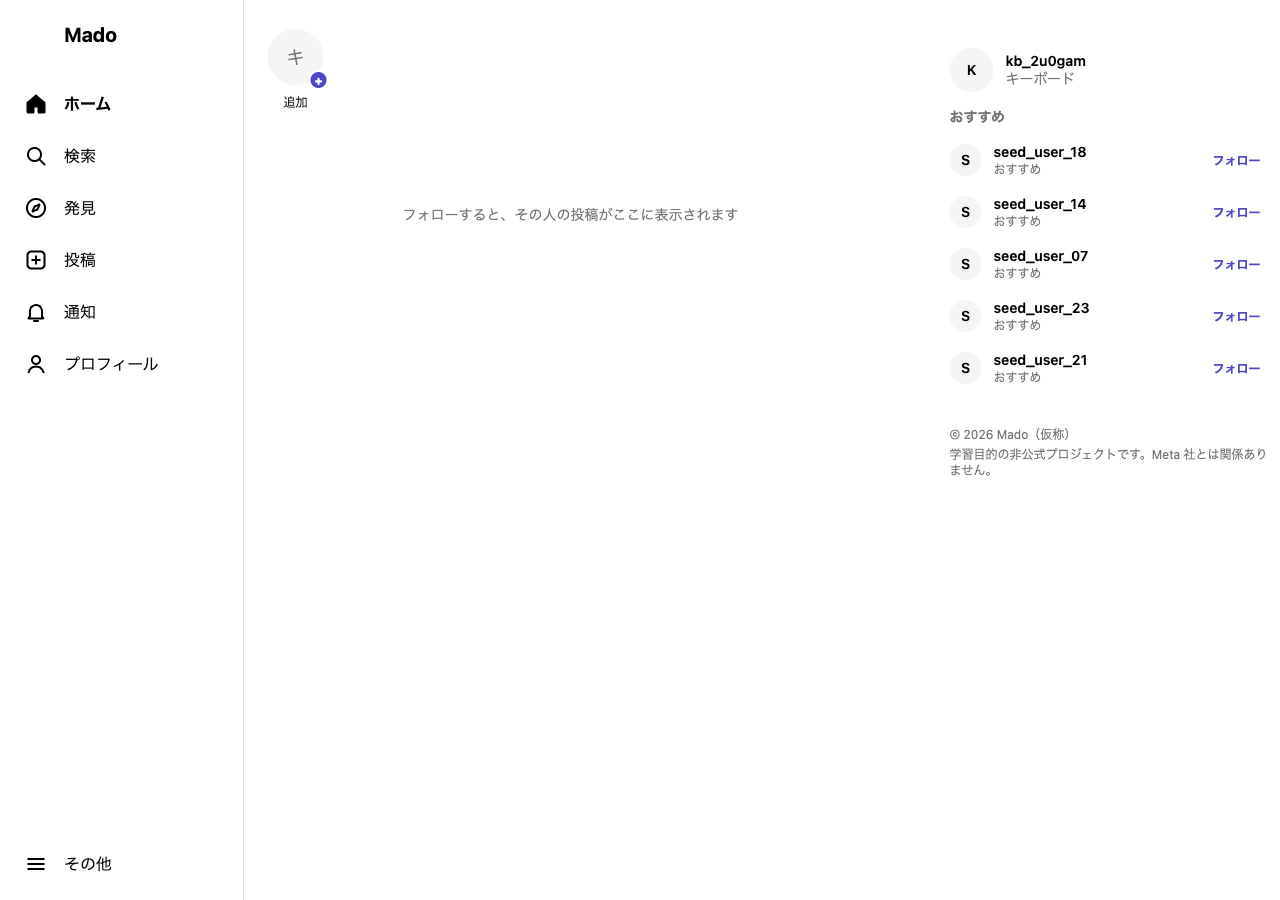 Mado
ホーム
検索
発見
投稿
通知
プロフィール
その他
キ
追加
フォローすると、その人の投稿がここに表示されます
K
kb_2u0gam
キーボード
おすすめ
S
seed_user_18
おすすめ
フォロー
S
seed_user_14
おすすめ
フォロー
S
seed_user_07
おすすめ
フォロー
S
seed_user_23
おすすめ
フォロー
S
seed_user_21
おすすめ
フォロー
© 2026 Mado（仮称）
学習目的の非公式プロジェクトです。Meta 社とは関係あり
ません。